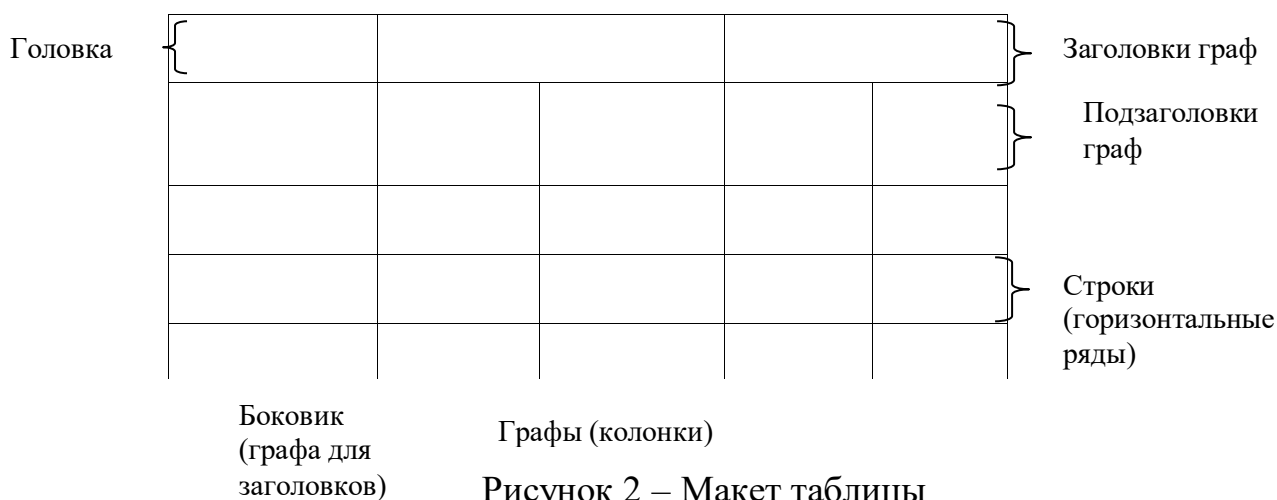 Головка
Заголовки граф
Подзаголовки
граф
Строки
(горизонтальные
ряды)
Боковик
(графа для
заголовков)
Графы (колонки)
Рисунок 2 – Макет таблицы